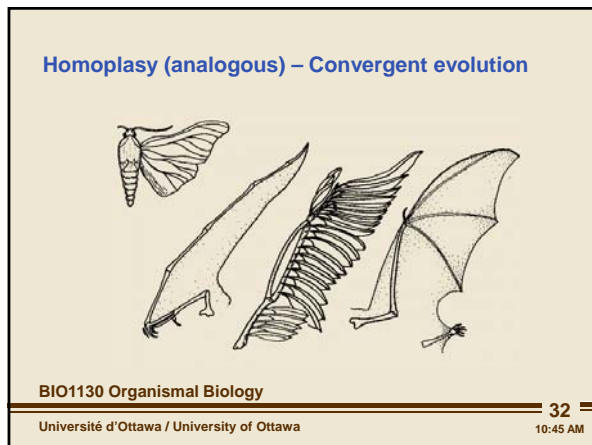 Homoplasy (analogous) – Convergent evolution
BIO1130 Organismal Biology
32
Université d'Ottawa / University of Ottawa
10:45 AM